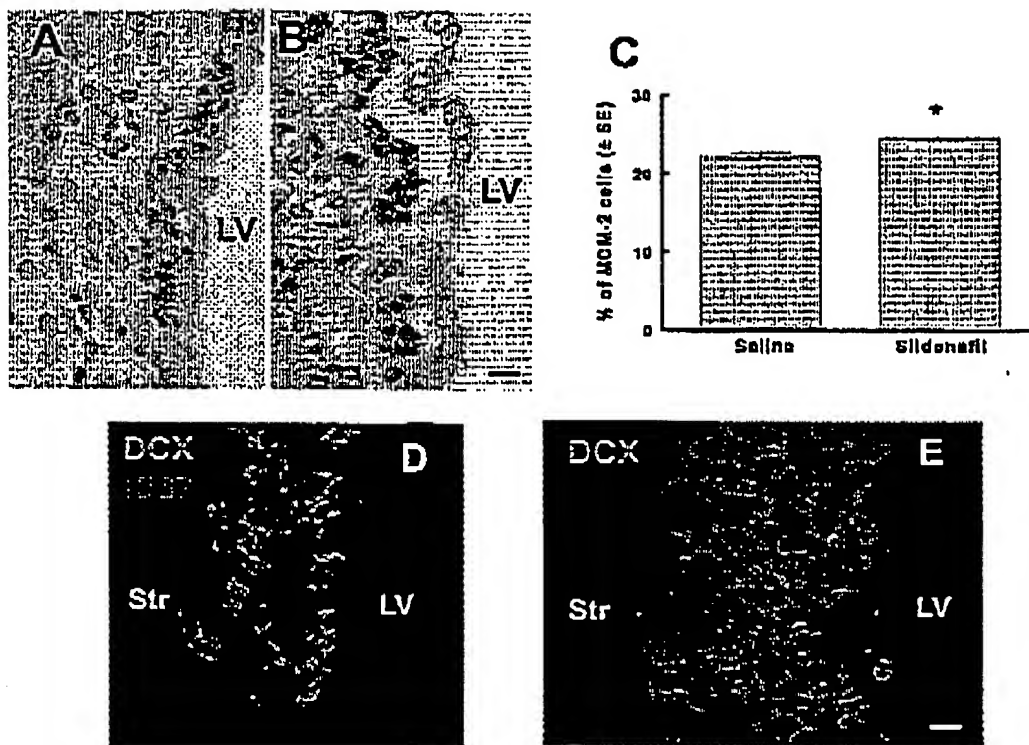 A
LV
B
LV
C
30
*
20
10
0
% of MCM-2 cells (± SE)
Saline
Sildenafil
DCX
D
Str
LV
DCX
E
Str
LV